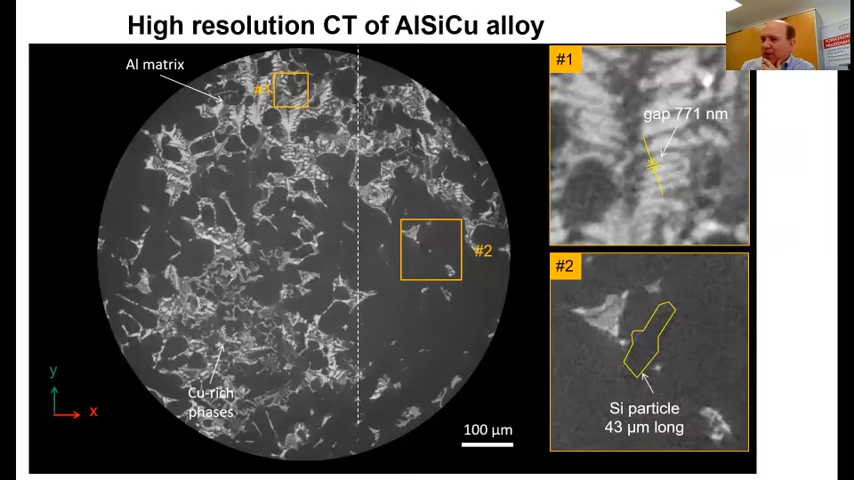 High resolution CT of AlSiCu alloy
Al matrix
#1
#2
Cu-rich
phases
y
x
100 µm
#1
gap 771 nm
#2
Si particle
43 µm long